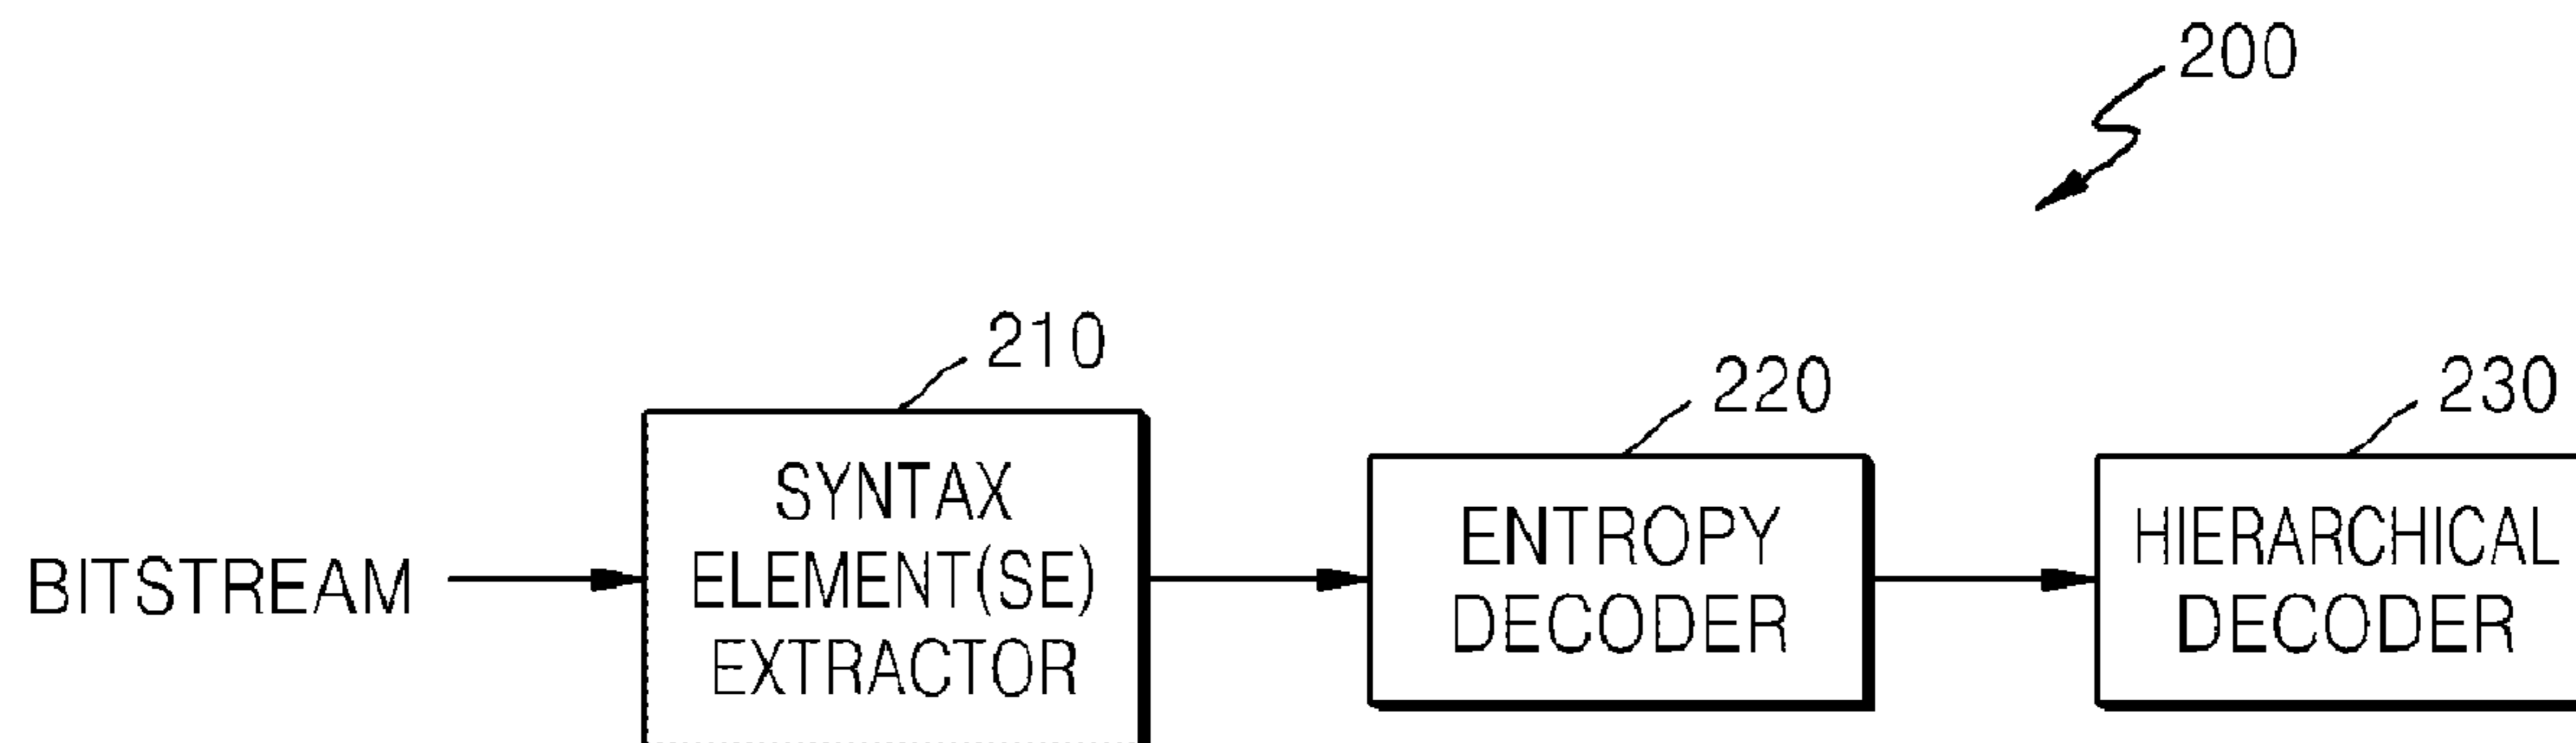 200
210
220
230
SYNTAX
ELEMENT(SE)
EXTRACTOR
ENTROPY
DECODER
HIERARCHICAL
DECODER
BITSTREAM